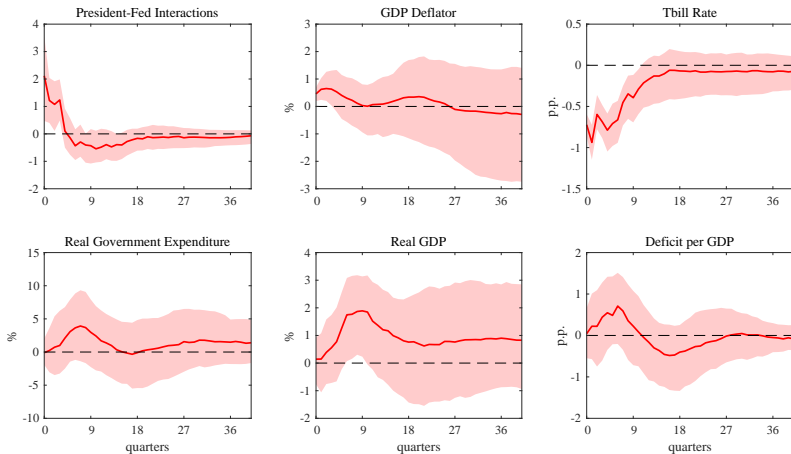 President-Fed Interactions
4
3
2
1
0
-1
-2
0 9 18 27 36
GDP Deflator
%
4
3
2
1
0
-1
-2
-3
0 9 18 27 36
Tbill Rate
p.p.
0.5
0
-0.5
-1
-1.5
0 9 18 27 36
Real Government Expenditure
%
15
10
5
0
-5
-10
0 9 18 27 36
quarters
Real GDP
%
4
3
2
1
0
-1
-2
0 9 18 27 36
quarters
Deficit per GDP
p.p.
2
1
0
-1
-2
0 9 18 27 36
quarters